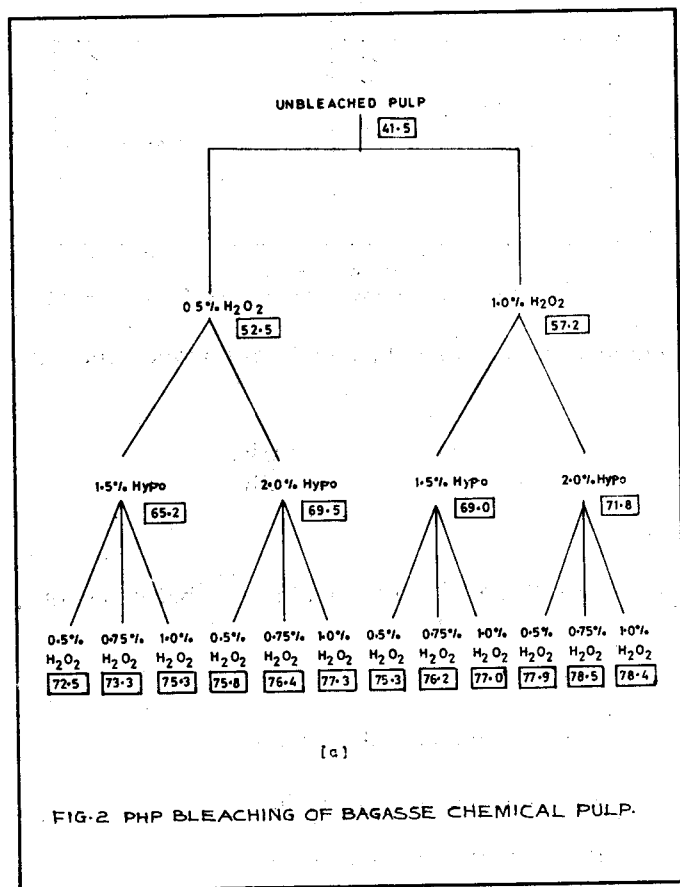 UNBLEACHED PULP
41.5
0.5% H₂O₂ 1.0% H₂O₂
52.5 57.2
1.5% Hypo 2.0% Hypo 1.5% Hypo 2.0% Hypo
65.2 69.5 69.0 71.8
0.5% 0.75% 1.0% 0.5% 0.75% 1.0% 0.5% 0.75% 1.0% 0.5% 0.75% 1.0%
H₂O₂ H₂O₂ H₂O₂ H₂O₂ H₂O₂ H₂O₂ H₂O₂ H₂O₂ H₂O₂ H₂O₂ H₂O₂ H₂O₂
72.5 73.3 75.3 75.8 76.4 77.3 75.3 76.2 77.0 77.9 78.5 78.4
[a]
FIG.2 PHP BLEACHING OF BAGASSE CHEMICAL PULP.